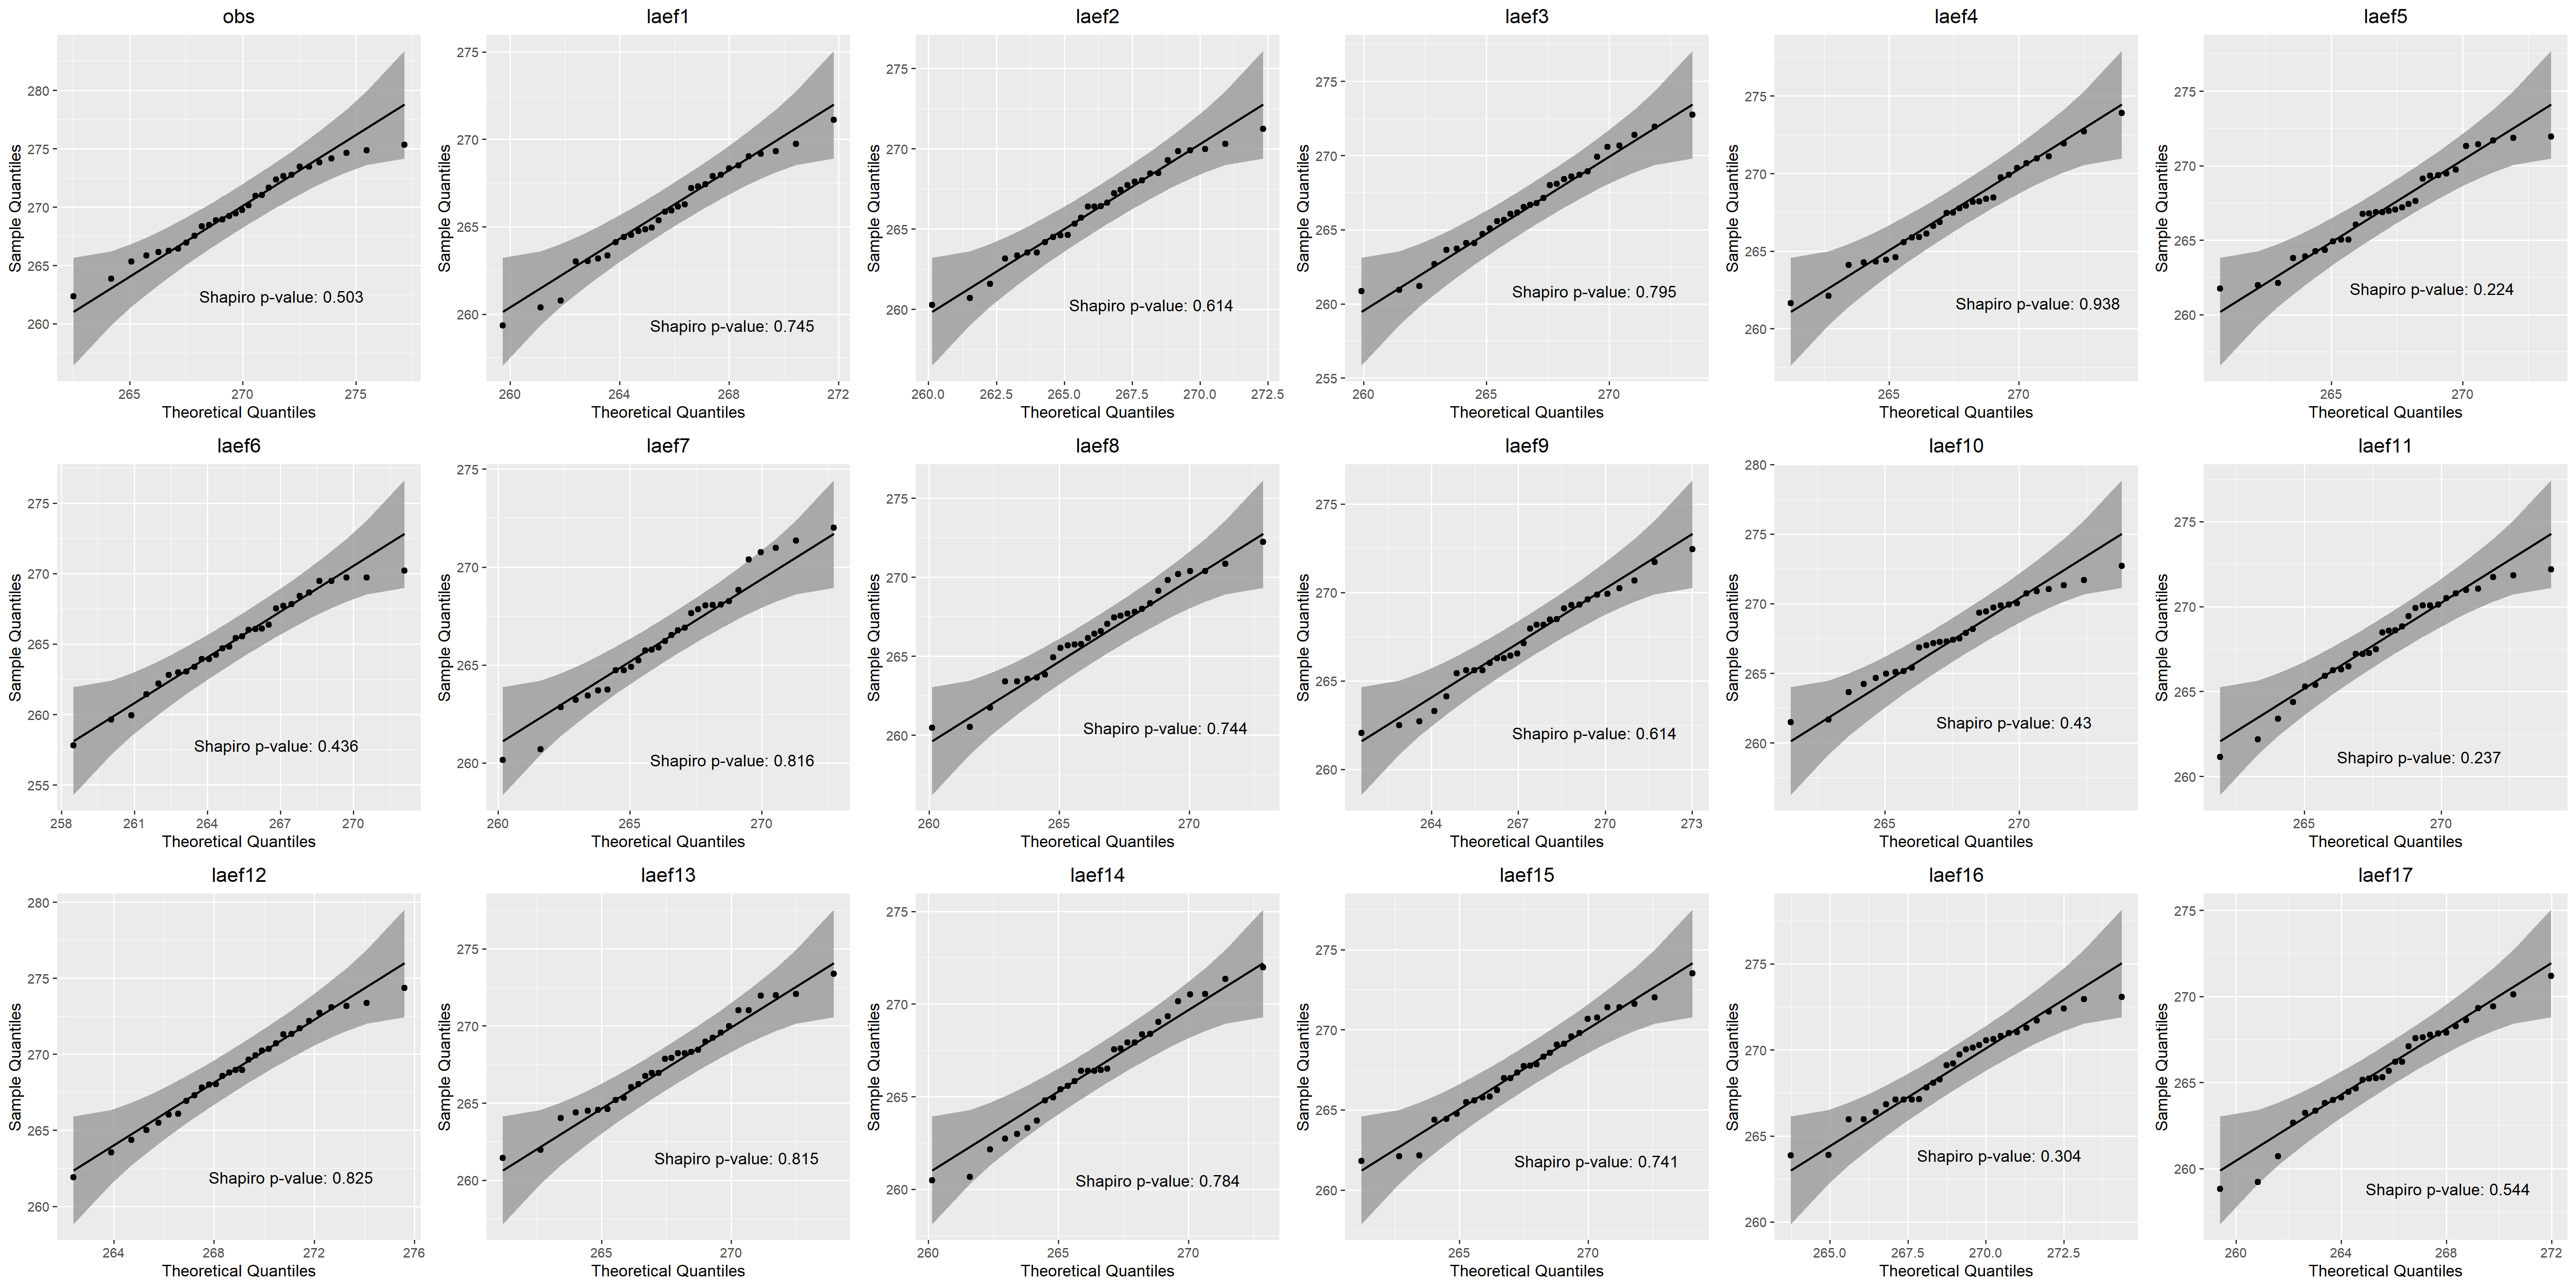 obs
280
275
270
265
260
Sample Quantiles
Shapiro p-value: 0.503
265 270 275
Theoretical Quantiles
laef1
275
270
265
260
Sample Quantiles
Shapiro p-value: 0.745
260 264 268 272
Theoretical Quantiles
laef2
275
270
265
260
Sample Quantiles
Shapiro p-value: 0.614
260.0 262.5 265.0 267.5 270.0 272.5
Theoretical Quantiles
laef3
275
270
265
260
255
Sample Quantiles
Shapiro p-value: 0.795
260 265 270
Theoretical Quantiles
laef4
275
270
265
260
Sample Quantiles
Shapiro p-value: 0.938
265 270
Theoretical Quantiles
laef5
275
270
265
260
Sample Quantiles
Shapiro p-value: 0.224
265 270
Theoretical Quantiles
laef6
275
270
265
260
255
Sample Quantiles
Shapiro p-value: 0.436
258 261 264 267 270
Theoretical Quantiles
laef7
275
270
265
260
Sample Quantiles
Shapiro p-value: 0.816
260 265 270
Theoretical Quantiles
laef8
275
270
265
260
Sample Quantiles
Shapiro p-value: 0.744
260 265 270
Theoretical Quantiles
laef9
275
270
265
260
Sample Quantiles
Shapiro p-value: 0.614
264 267 270 273
Theoretical Quantiles
laef10
280
275
270
265
260
Sample Quantiles
Shapiro p-value: 0.43
265 270
Theoretical Quantiles
laef11
275
270
265
260
Sample Quantiles
Shapiro p-value: 0.237
265 270
Theoretical Quantiles
laef12
280
275
270
265
260
Sample Quantiles
Shapiro p-value: 0.825
264 268 272 276
Theoretical Quantiles
laef13
275
270
265
260
Sample Quantiles
Shapiro p-value: 0.815
265 270
Theoretical Quantiles
laef14
275
270
265
260
Sample Quantiles
Shapiro p-value: 0.784
260 265 270
Theoretical Quantiles
laef15
275
270
265
260
Sample Quantiles
Shapiro p-value: 0.741
265 270
Theoretical Quantiles
laef16
275
270
265
260
Sample Quantiles
Shapiro p-value: 0.304
265.0 267.5 270.0 272.5
Theoretical Quantiles
laef17
275
270
265
260
Sample Quantiles
Shapiro p-value: 0.544
260 264 268 272
Theoretical Quantiles